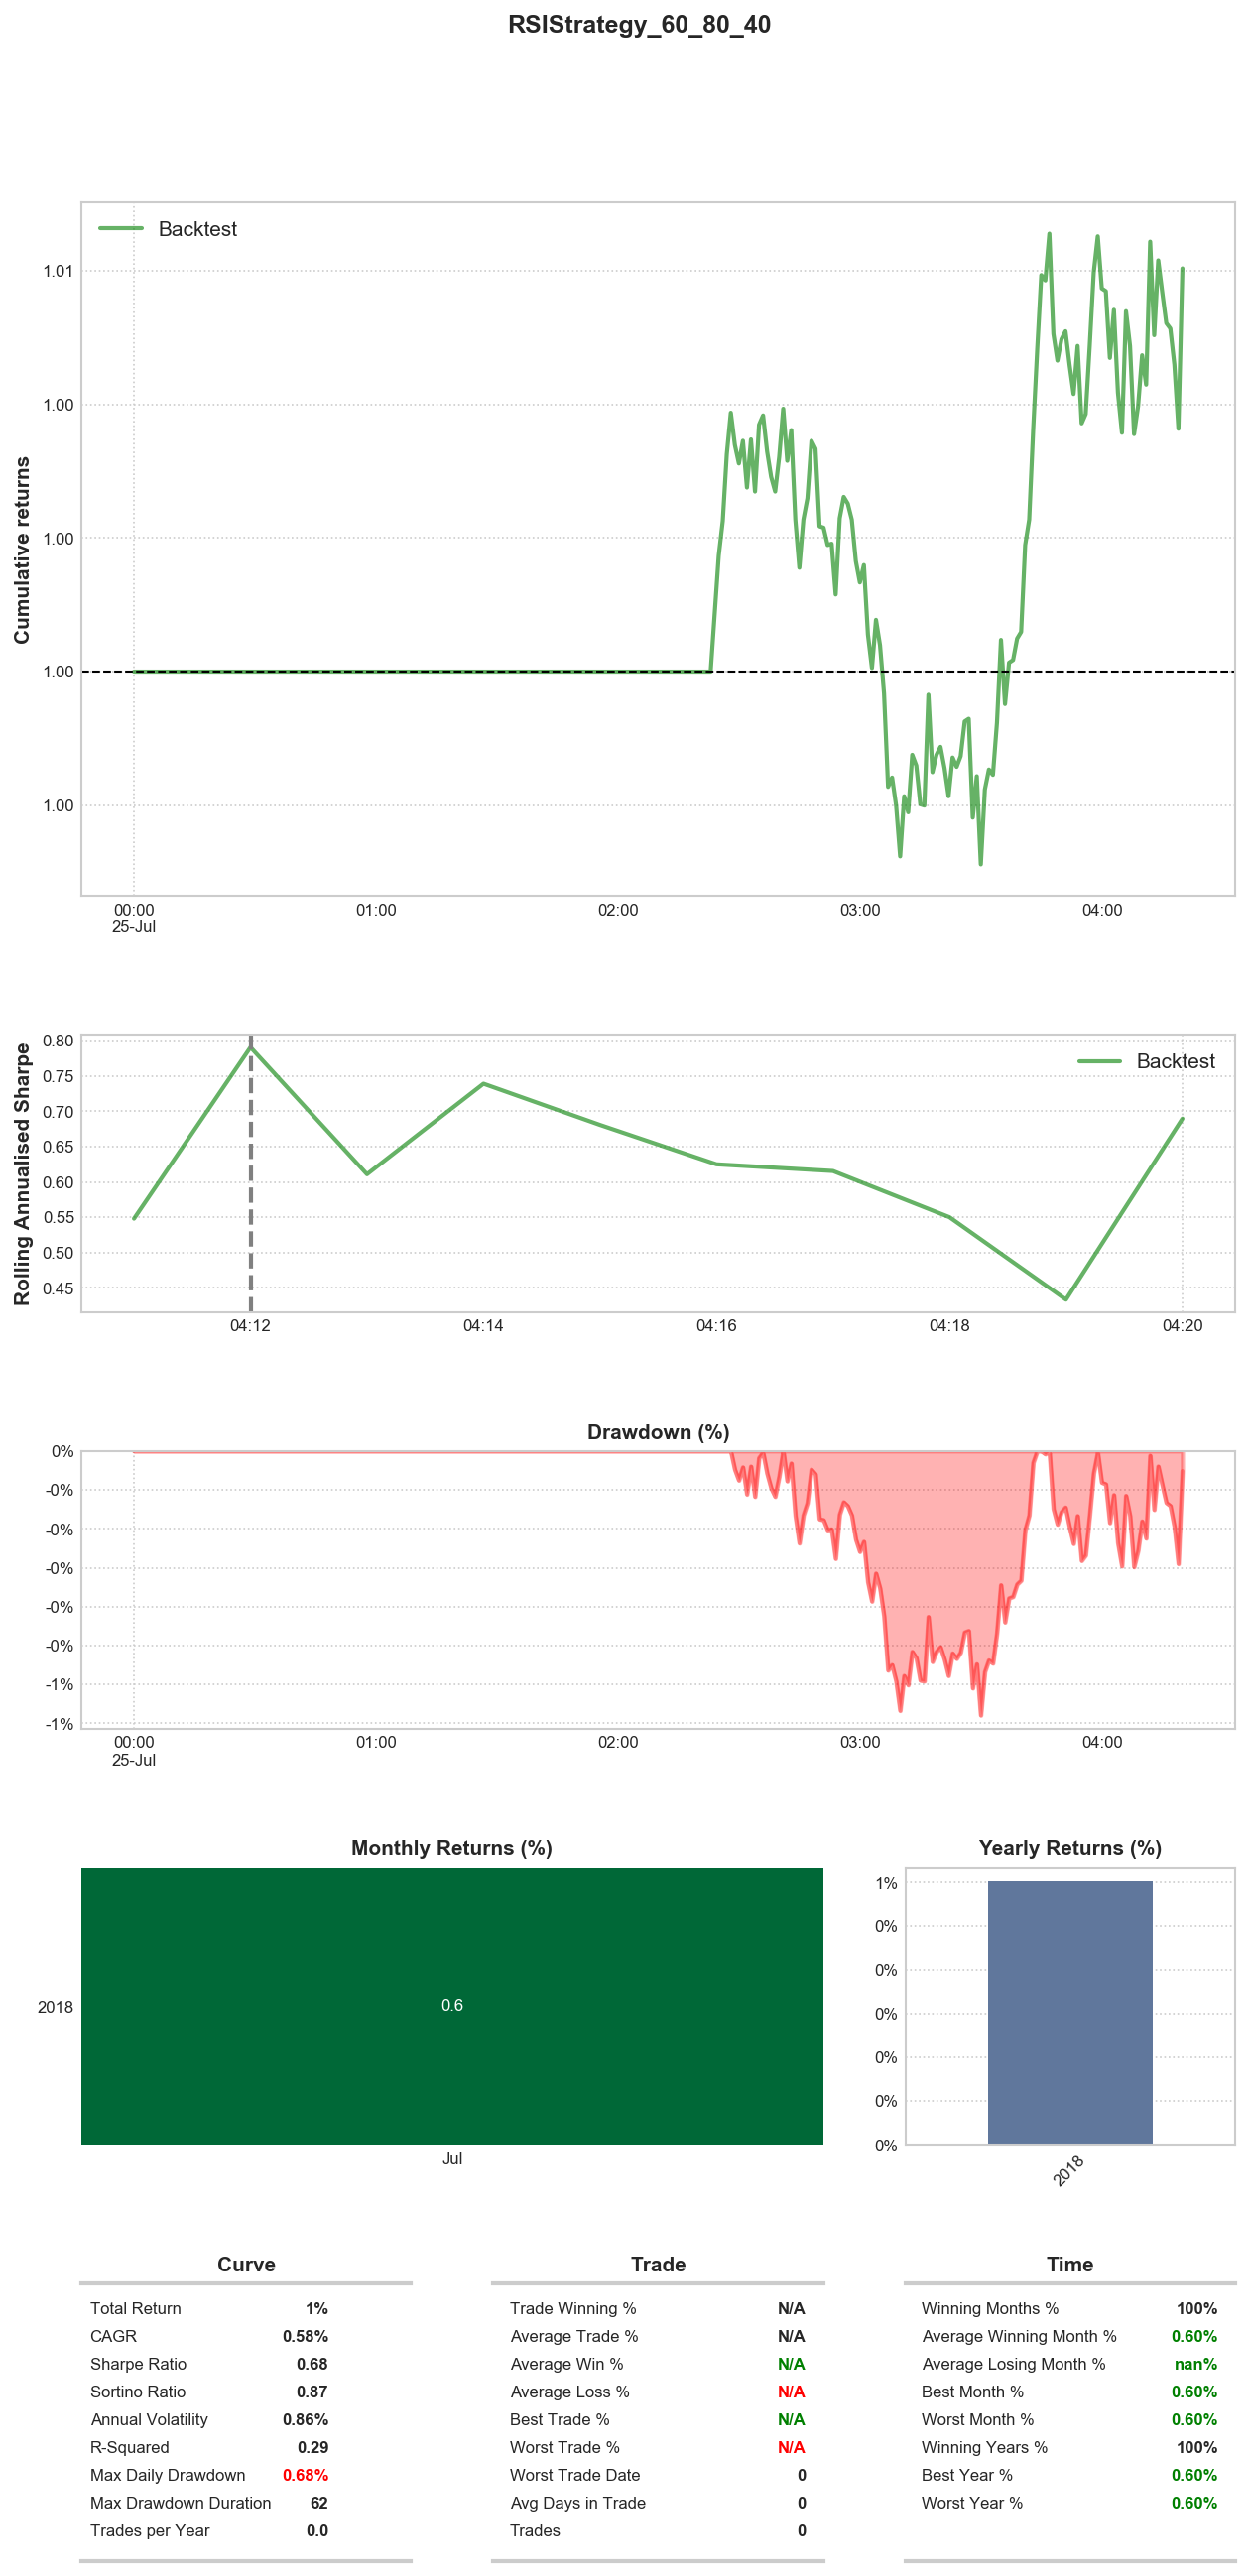 RSIStrategy_60_80_40
Backtest
Cumulative returns
1.01
1.00
1.00
1.00
1.00
00:00 01:00 02:00 03:00 04:00
25-Jul
Rolling Annualised Sharpe
Backtest
0.80
0.75
0.70
0.65
0.60
0.55
0.50
0.45
04:12 04:14 04:16 04:18 04:20
Drawdown (%)
0%
-0%
-0%
-0%
-0%
-0%
-1%
-1%
00:00 01:00 02:00 03:00 04:00
25-Jul
Monthly Returns (%)
2018
0.6
Jul
Yearly Returns (%)
1%
0%
0%
0%
0%
0%
0%
2018
Curve
Total Return 1%
CAGR 0.58%
Sharpe Ratio 0.68
Sortino Ratio 0.87
Annual Volatility 0.86%
R-Squared 0.29
Max Daily Drawdown 0.68%
Max Drawdown Duration 62
Trades per Year 0.0
Trade
Trade Winning % N/A
Average Trade % N/A
Average Win % N/A
Average Loss % N/A
Best Trade % N/A
Worst Trade % N/A
Worst Trade Date 0
Avg Days in Trade 0
Trades 0
Time
Winning Months % 100%
Average Winning Month % 0.60%
Average Losing Month % nan%
Best Month % 0.60%
Worst Month % 0.60%
Winning Years % 100%
Best Year % 0.60%
Worst Year % 0.60%